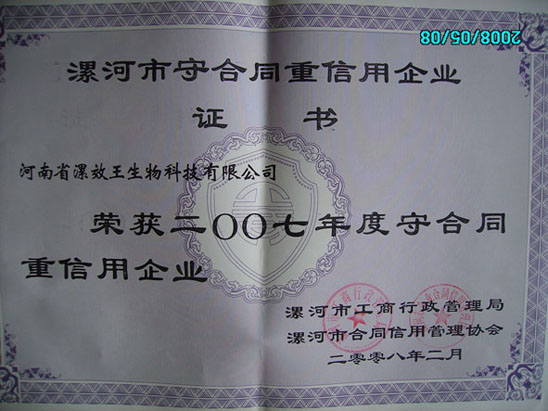 2008/05/08
漯河市守合同重信用企业
证书
河南省漯效王生物科技有限公司
荣获二〇〇七年度守合同
重信用企业
漯河市工商行政管理局
漯河市合同信用管理协会
二零零八年二月